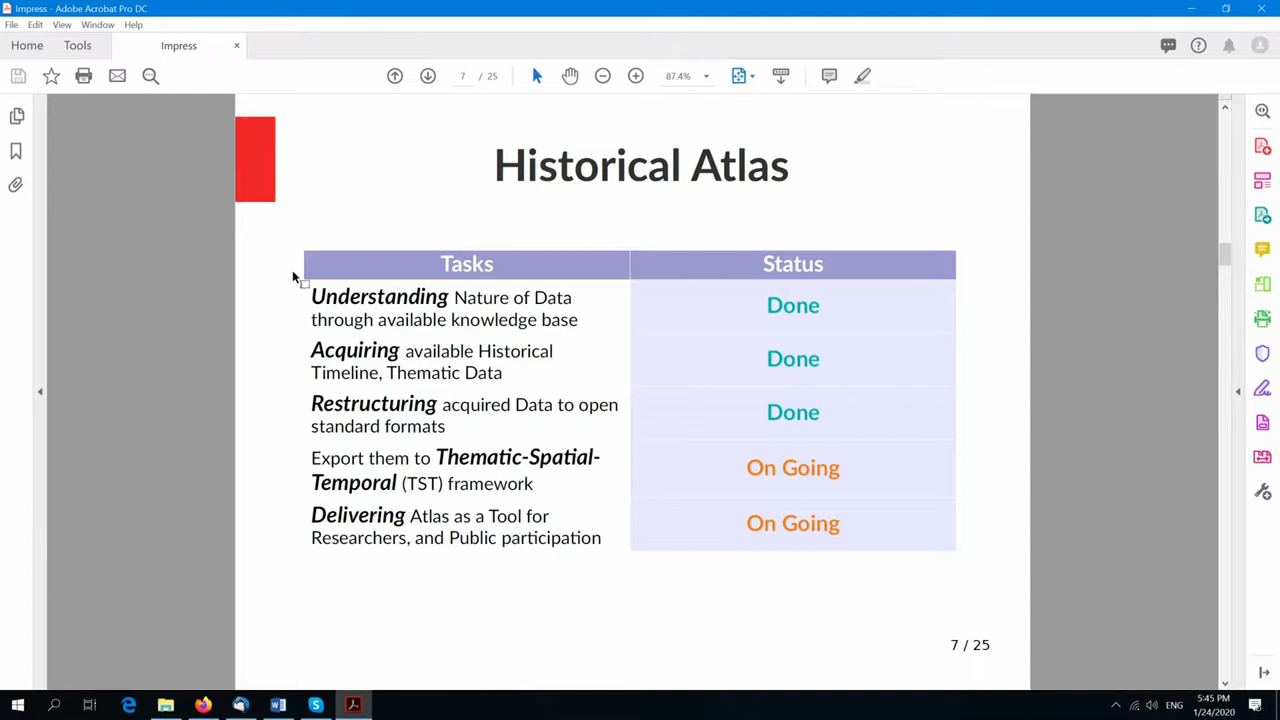 Impress - Adobe Acrobat Pro DC
File Edit View Window Help
Home Tools Impress ×
7 / 25 87.4%
Historical Atlas
Tasks Status
Understanding Nature of Data
through available knowledge base
Done
Acquiring available Historical
Timeline, Thematic Data
Done
Restructuring acquired Data to open
standard formats
Done
Export them to Thematic-Spatial-
Temporal (TST) framework
On Going
Delivering Atlas as a Tool for
Researchers, and Public participation
On Going
7 / 25
ENG
5:45 PM
1/24/2020